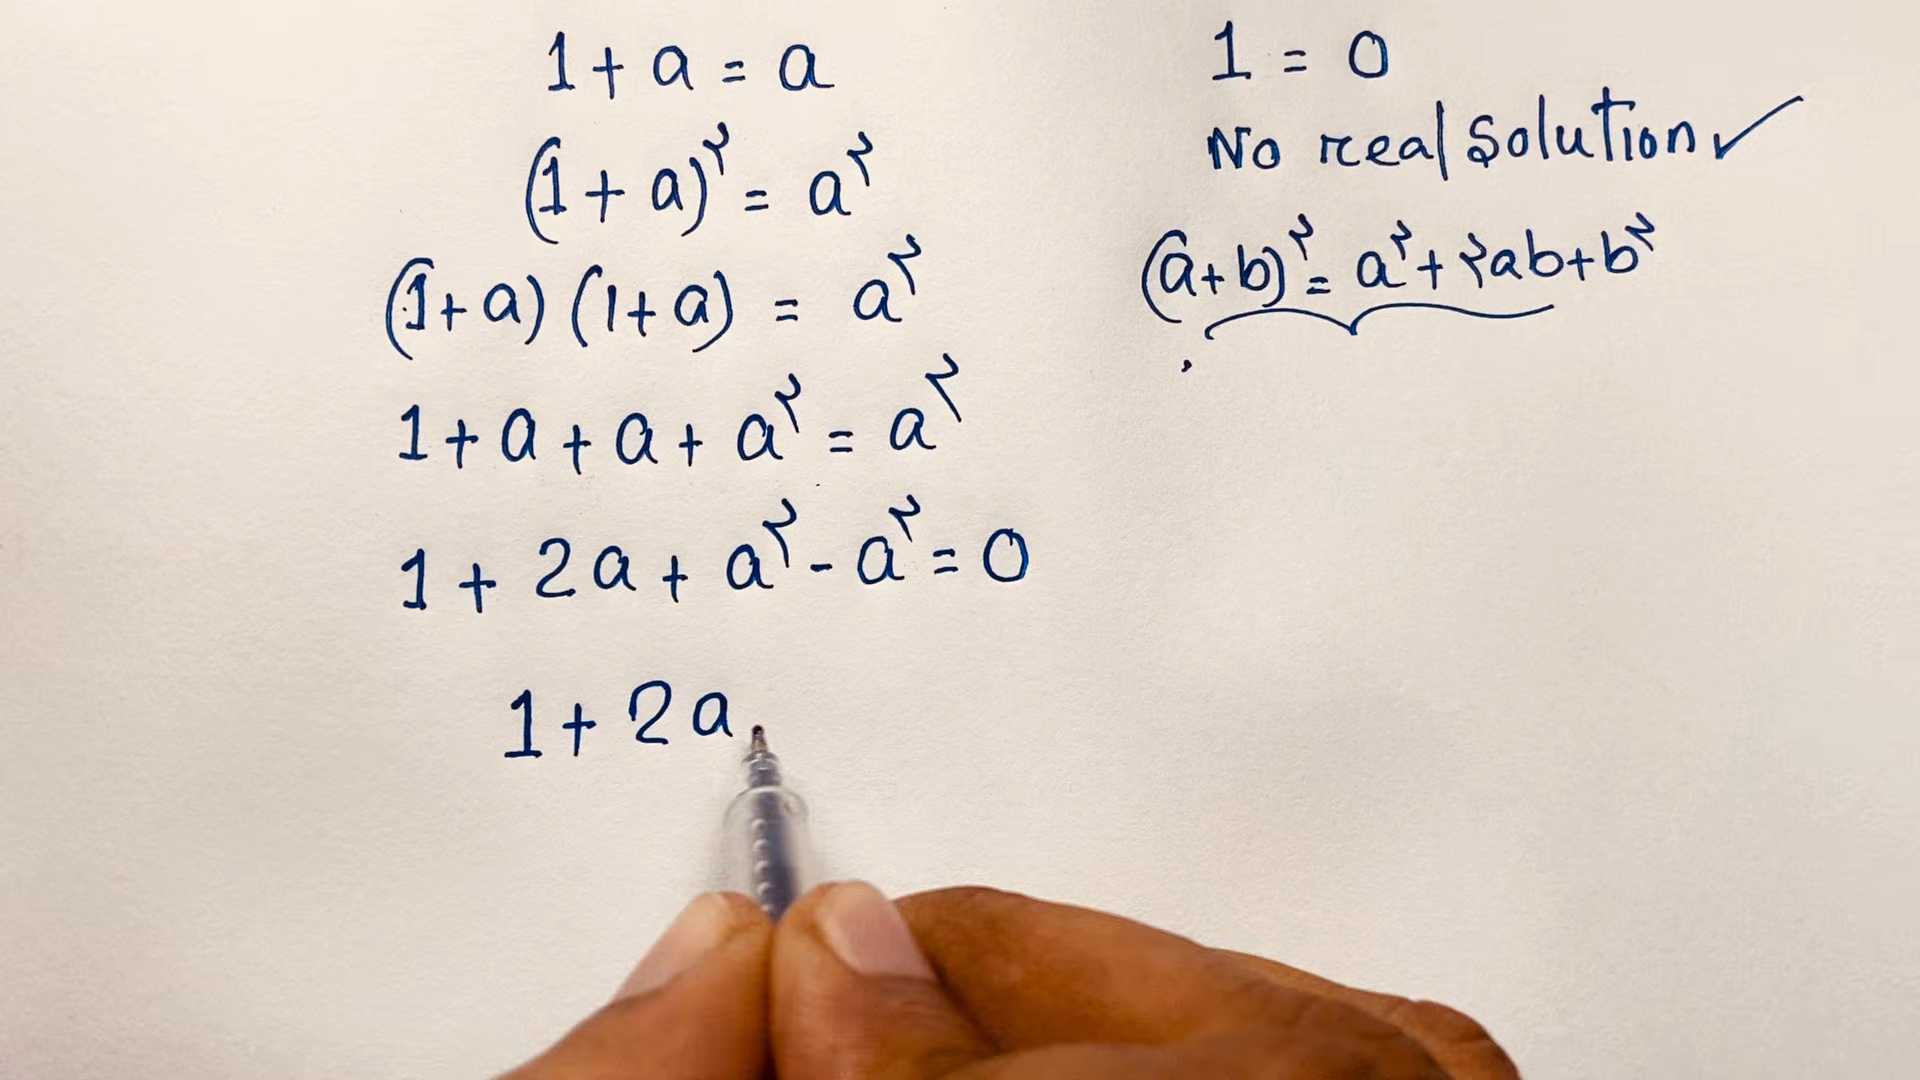 1 + a = a
(1 + a)² = a²
(1 + a) (1 + a) = a²
1 + a + a + a² = a²
1 + 2a + a² - a² = 0
1 + 2a
1 = 0
No real solution ✓
(a+b)² = a² + 2ab + b²